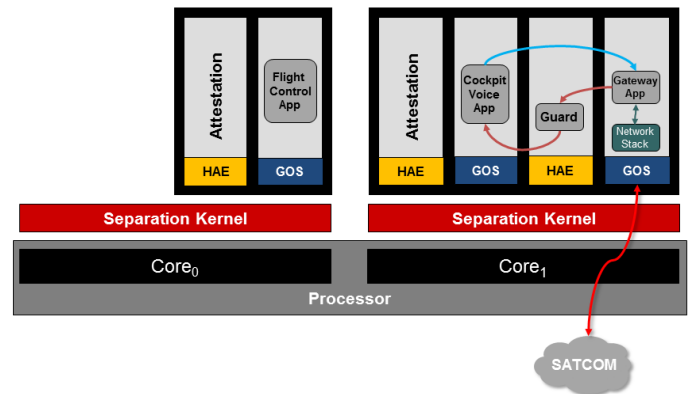 Attestation
HAE
Flight
Control
App
GOS
Attestation
HAE
Cockpit
Voice
App
GOS
Guard
HAE
Gateway
App
Network
Stack
GOS
Separation Kernel
Separation Kernel
Core0
Core1
Processor
SATCOM